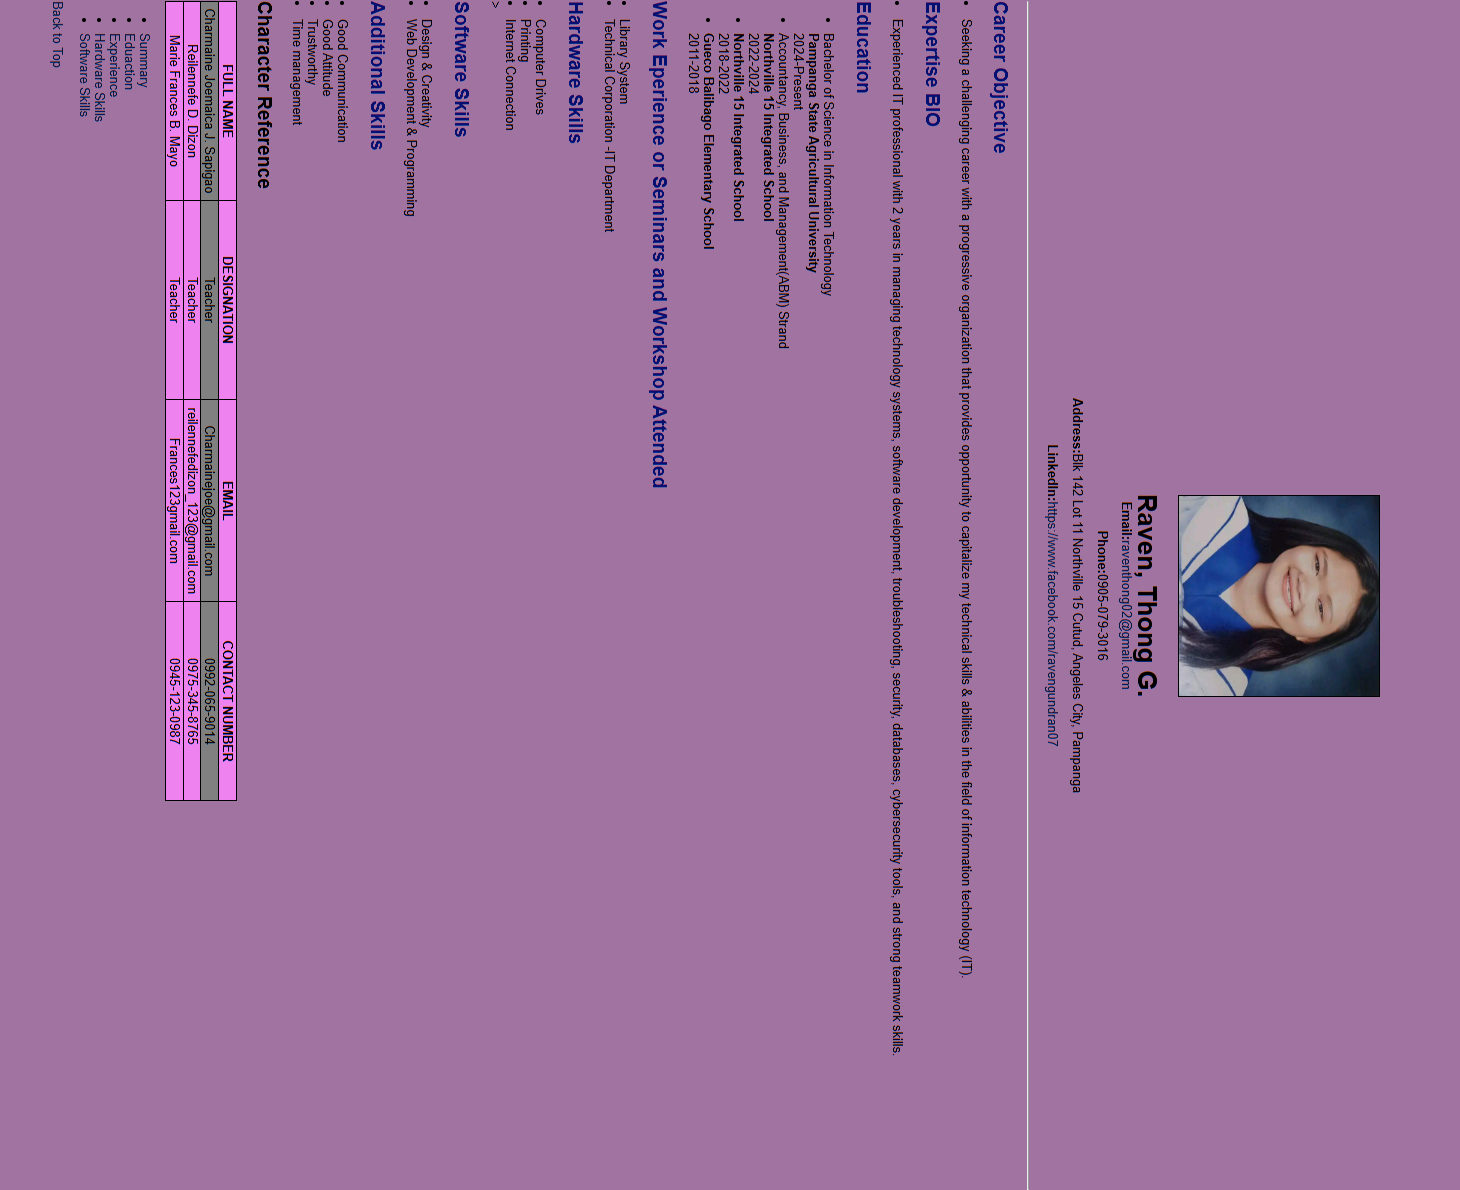 Raven, Thong G.
Email:raventhong02@gmail.com
Phone:0905-079-3016
Address:Blk 142 Lot 11 Northville 15 Cutud, Angeles City, Pampanga
LinkedIn:https://www.facebook.com/ravengundran07
Career Objective
• Seeking a challenging career with a progressive organization that provides opportunity to capitalize my technical skills & abilities in the field of information technology (IT).
Expertise BIO
• Experienced IT professional with 2 years in managing technology systems, software development, troubleshooting, security, databases, cybersecurity tools, and strong teamwork skills.
Education
• Bachelor of Science in Information Technology
Pampanga State Agricultural University
2024-Present
• Accountancy, Business, and Management(ABM) Strand
Northville 15 Integrated School
2022-2024
• Northville 15 Integrated School
2018-2022
• Gueco Balibago Elementary School
2011-2018
Work Eperience or Seminars and Workshop Attended
• Library System
• Technical Corporation -IT Department
Hardware Skills
• Computer Drives
• Printing
• Internet Connection
>
Software Skills
• Design & Creativity
• Web Development & Programming
Additional Skills
• Good Communication
• Good Attitude
• Trustworthy
• Time management
Character Reference
FULL NAME DESIGNATION EMAIL CONTACT NUMBER
Charmaine Joemaica J. Sapigao Teacher Charmainejoe@gmail.com 0992-065-9014
Reilennefe D. Dizon Teacher reilennefedizon_123@gmail.com 0975-345-8765
Marie Frances B. Mayo Teacher Frances123gmail.com 0945-123-0987
• Summary
• Eduaction
• Experience
• Hardware Skills
• Software Skills
Back to Top